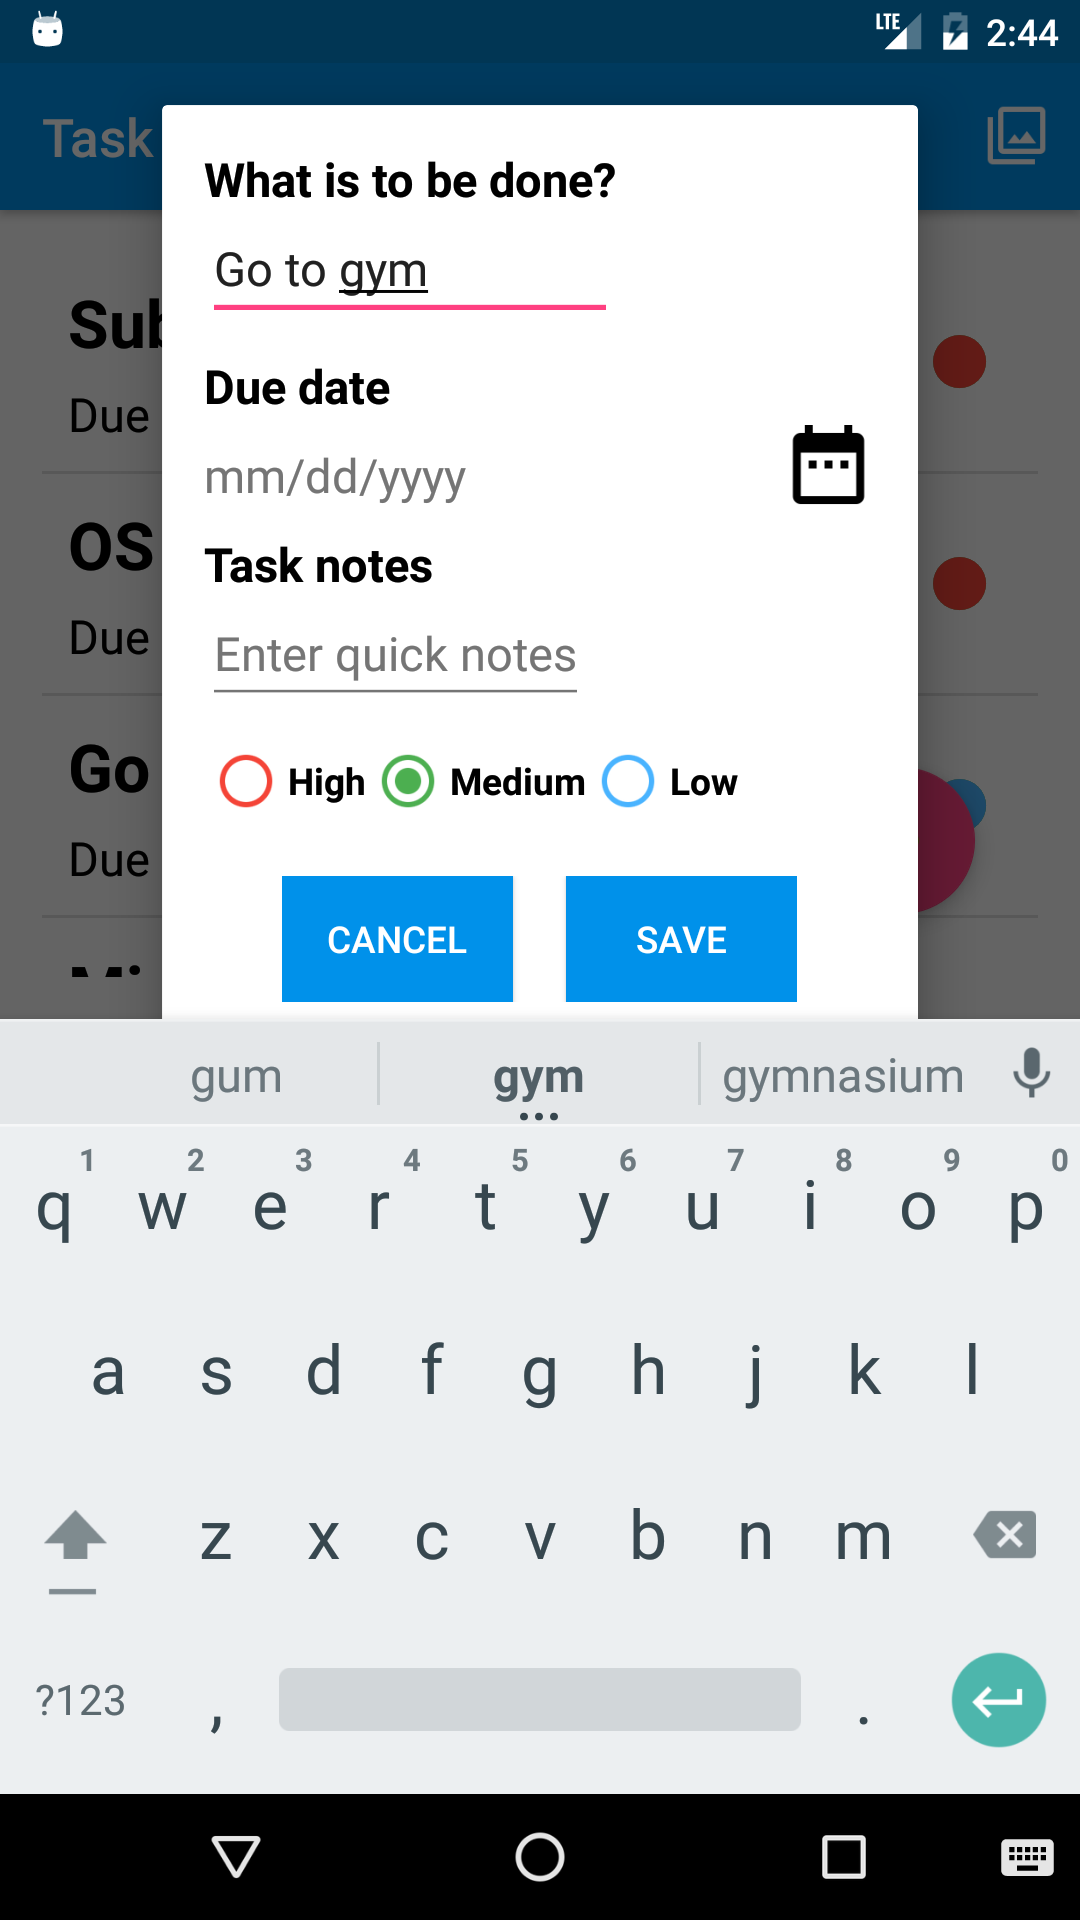 LTE 2:44
Task
What is to be done?
Go to gym
Sub
Due
Due date
mm/dd/yyyy
OS
Due
Task notes
Enter quick notes
Go
Due
High Medium Low
CANCEL SAVE
gum gym gymnasium
1 2 3 4 5 6 7 8 9 0
q w e r t y u i o p
a s d f g h j k l
z x c v b n m
?123 , .